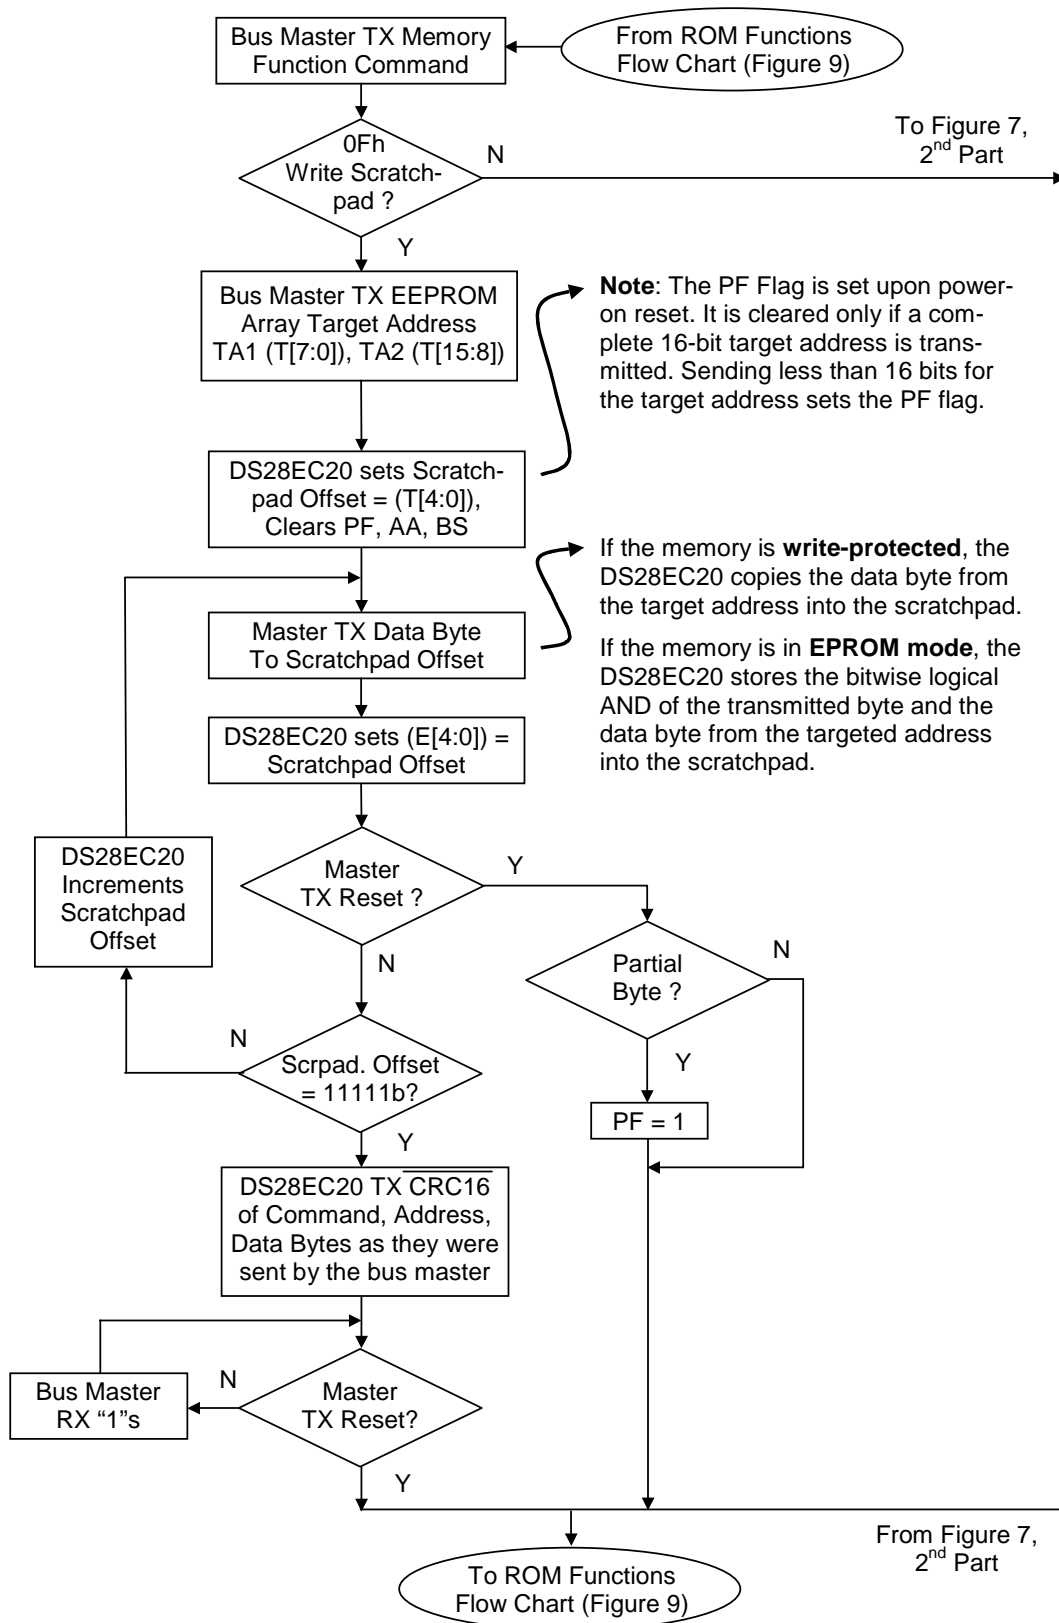 Bus Master TX Memory
Function Command
From ROM Functions
Flow Chart (Figure 9)
To Figure 7,
2nd Part
0Fh
Write Scratch-
pad ?
N
Y
Bus Master TX EEPROM
Array Target Address
TA1 (T[7:0]), TA2 (T[15:8])
Note: The PF Flag is set upon power-
on reset. It is cleared only if a com-
plete 16-bit target address is trans-
mitted. Sending less than 16 bits for
the target address sets the PF flag.
DS28EC20 sets Scratch-
pad Offset = (T[4:0]),
Clears PF, AA, BS
If the memory is write-protected, the
DS28EC20 copies the data byte from
the target address into the scratchpad.
If the memory is in EPROM mode, the
DS28EC20 stores the bitwise logical
AND of the transmitted byte and the
data byte from the targeted address
into the scratchpad.
Master TX Data Byte
To Scratchpad Offset
DS28EC20 sets (E[4:0]) =
Scratchpad Offset
DS28EC20
Increments
Scratchpad
Offset
Master
TX Reset ?
Y
N
Partial
Byte ?
N
Y
PF = 1
Scrpad. Offset
= 11111b?
N
Y
DS28EC20 TX CRC16
of Command, Address,
Data Bytes as they were
sent by the bus master
Bus Master
RX “1”s
N
Master
TX Reset?
Y
From Figure 7,
2nd Part
To ROM Functions
Flow Chart (Figure 9)